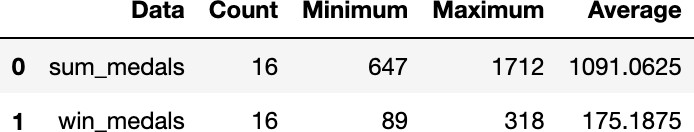 Data Count Minimum Maximum Average
0 sum_medals 16 647 1712 1091.0625
1 win_medals 16 89 318 175.1875